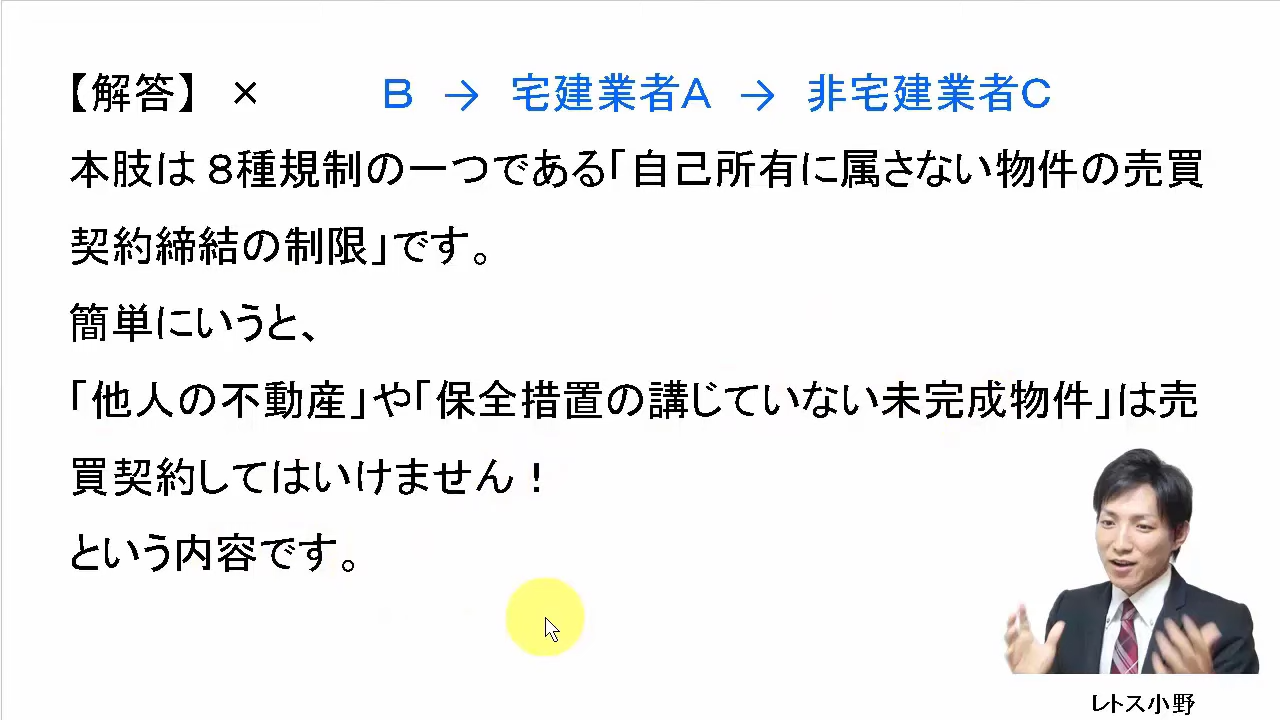 【解答】 × Ｂ → 宅建業者Ａ → 非宅建業者Ｃ
本肢は８種規制の一つである「自己所有に属さない物件の売買
契約締結の制限」です。
簡単にいうと、
「他人の不動産」や「保全措置の講じていない未完成物件」は売
買契約してはいけません！
という内容です。
レトス小野